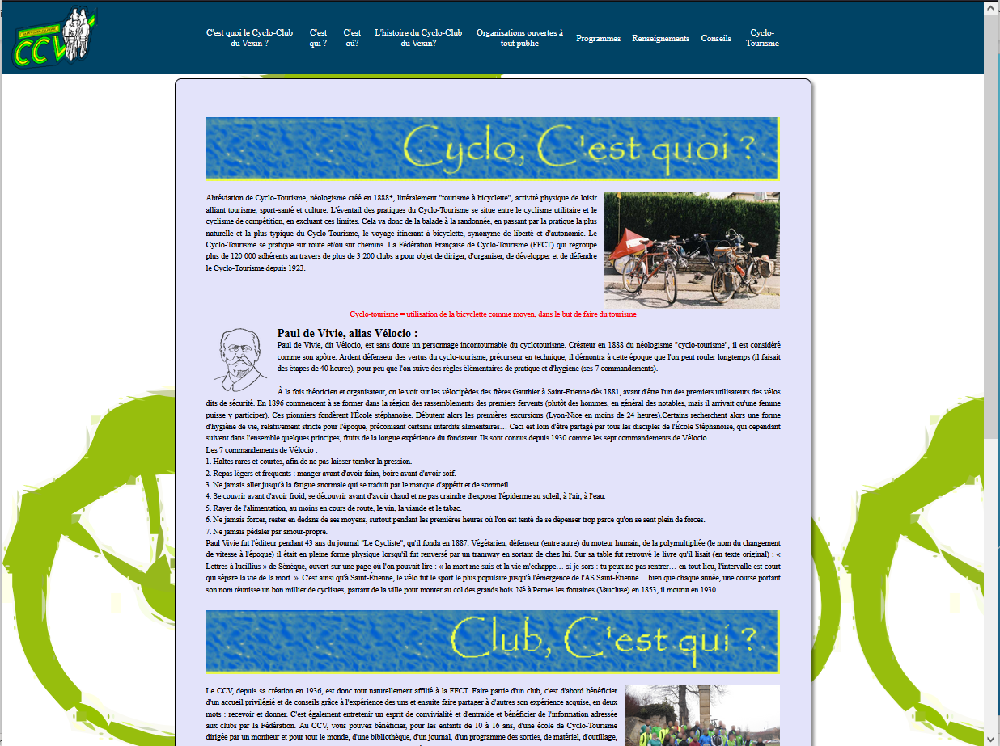 CCV
C'est quoi le Cyclo-Club
du Vexin ?
C'est
qui ?
C'est
où?
L'histoire du Cyclo-Club
du Vexin?
Organisations ouvertes à
tout public
Programmes
Renseignements
Conseils
Cyclo-
Tourisme
Cyclo, C'est quoi ?
Abréviation de Cyclo-Tourisme, néologisme créé en 1888*, littéralement "tourisme à bicyclette", activité physique de loisir
alliant tourisme, sport-santé et culture. L'éventail des pratiques du Cyclo-Tourisme se situe entre le cyclisme utilitaire et le
cyclisme de compétition, en excluant ces limites. Cela va donc de la balade à la randonnée, en passant par la pratique la plus
naturelle et la plus typique du Cyclo-Tourisme, le voyage itinérant à bicyclette, synonyme de liberté et d'autonomie. Le
Cyclo-Tourisme se pratique sur route et/ou sur chemins. La Fédération Française de Cyclo-Tourisme (FFCT) qui regroupe
plus de 120 000 adhérents au travers de plus de 3 200 clubs a pour objet de diriger, d'organiser, de développer et de défendre
le Cyclo-Tourisme depuis 1923.
Cyclo-tourisme = utilisation de la bicyclette comme moyen, dans le but de faire du tourisme
Paul de Vivie, alias Vélocio :
Paul de Vivie, dit Vélocio, est sans doute un personnage incontournable du cyclotourisme. Créateur en 1888 du néologisme "cyclo-tourisme", il est considéré
comme son apôtre. Ardent défenseur des vertus du cyclo-tourisme, précurseur en technique, il démontra à cette époque que l'on peut rouler longtemps (il faisait
des étapes de 40 heures), pour peu que l'on suive des règles élémentaires de pratique et d'hygiène (ses 7 commandements).
À la fois théoricien et organisateur, on le voit sur les vélocipèdes des frères Gauthier à Saint-Etienne dès 1881, avant d'être l'un des premiers utilisateurs des vélos
dits de sécurité. En 1896 commencent à se former dans la région des rassemblements des premiers fervents (plutôt des hommes, en général des notables, mais il arrivait qu'une femme
puisse y participer). Ces pionniers fondèrent l'École stéphanoise. Débutent alors les premières excursions (Lyon-Nice en moins de 24 heures).Certains recherchent alors une forme
d'hygiène de vie, relativement stricte pour l'époque, préconisant certains interdits alimentaires… Ceci est loin d'être partagé par tous les disciples de l'École Stéphanoise, qui cependant
suivent dans l'ensemble quelques principes, fruits de la longue expérience du fondateur. Ils sont connus depuis 1930 comme les sept commandements de Vélocio.
Les 7 commandements de Vélocio :
1. Haltes rares et courtes, afin de ne pas laisser tomber la pression.
2. Repas légers et fréquents : manger avant d'avoir faim, boire avant d'avoir soif.
3. Ne jamais aller jusqu'à la fatigue anormale qui se traduit par le manque d'appétit et de sommeil.
4. Se couvrir avant d'avoir froid, se découvrir avant d'avoir chaud et ne pas craindre d'exposer l'épiderme au soleil, à l'air, à l'eau.
5. Rayer de l'alimentation, au moins en cours de route, le vin, la viande et le tabac.
6. Ne jamais forcer, rester en dedans de ses moyens, surtout pendant les premières heures où l'on est tenté de se dépenser trop parce qu'on se sent plein de forces.
7. Ne jamais pédaler par amour-propre.
Paul Vivie fut l'éditeur pendant 43 ans du journal "Le Cycliste", qu'il fonda en 1887. Végétarien, défenseur (entre autre) du moteur humain, de la polymultipliée (le nom du changement
de vitesse à l'époque) il était en pleine forme physique lorsqu'il fut renversé par un tramway en sortant de chez lui. Sur sa table fut retrouvé le livre qu'il lisait (en texte original) : «
Lettres à lucillius » de Sénèque, ouvert sur une page où l'on pouvait lire : « la mort me suis et la vie m'échappe… si je sors : tu peux ne pas rentrer… en tout lieu, l'intervalle est court
qui sépare la vie de la mort. ». C'est ainsi qu'à Saint-Étienne, le vélo fut le sport le plus populaire jusqu'à l'émergence de l'AS Saint-Étienne… bien que chaque année, une course portant
son nom réunisse un bon millier de cyclistes, partant de la ville pour monter au col des grands bois. Né à Pernes les fontaines (Vaucluse) en 1853, il mourut en 1930.
Club, C'est qui ?
Le CCV, depuis sa création en 1936, est donc tout naturellement affilié à la FFCT. Faire partie d'un club, c'est d'abord bénéficier
d'un accueil privilégié et de conseils grâce à l'expérience des uns et ensuite faire partager à d'autres son expérience acquise, en deux
mots : recevoir et donner. C'est également entretenir un esprit de convivialité et d'entraide et bénéficier de l'information adressée
aux clubs par la Fédération. Au CCV, vous pouvez bénéficier, pour les enfants de 10 à 16 ans, d'une école de Cyclo-Tourisme
dirigée par un moniteur et pour tout le monde, d'une bibliothèque, d'un journal, d'un programme des sorties, de matériel, d'outillage,